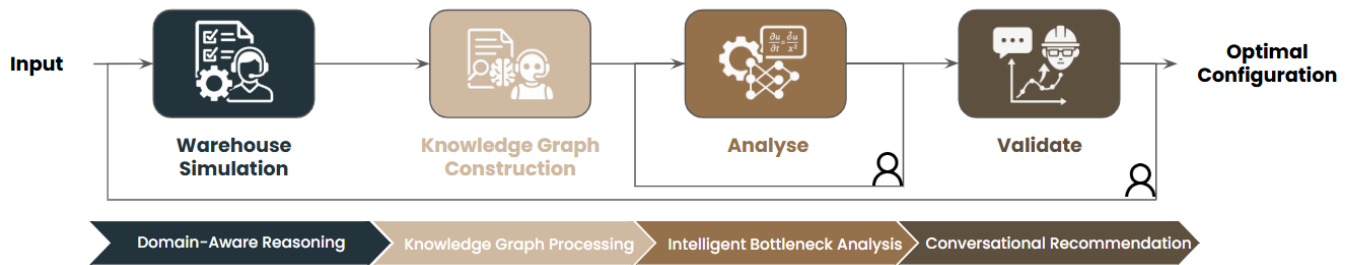 Input
Warehouse
Simulation
Knowledge Graph
Construction
Analyse
Validate
Optimal
Configuration
∂u
∂t
=
∂u
x²
Domain-Aware Reasoning
Knowledge Graph Processing
Intelligent Bottleneck Analysis
Conversational Recommendation